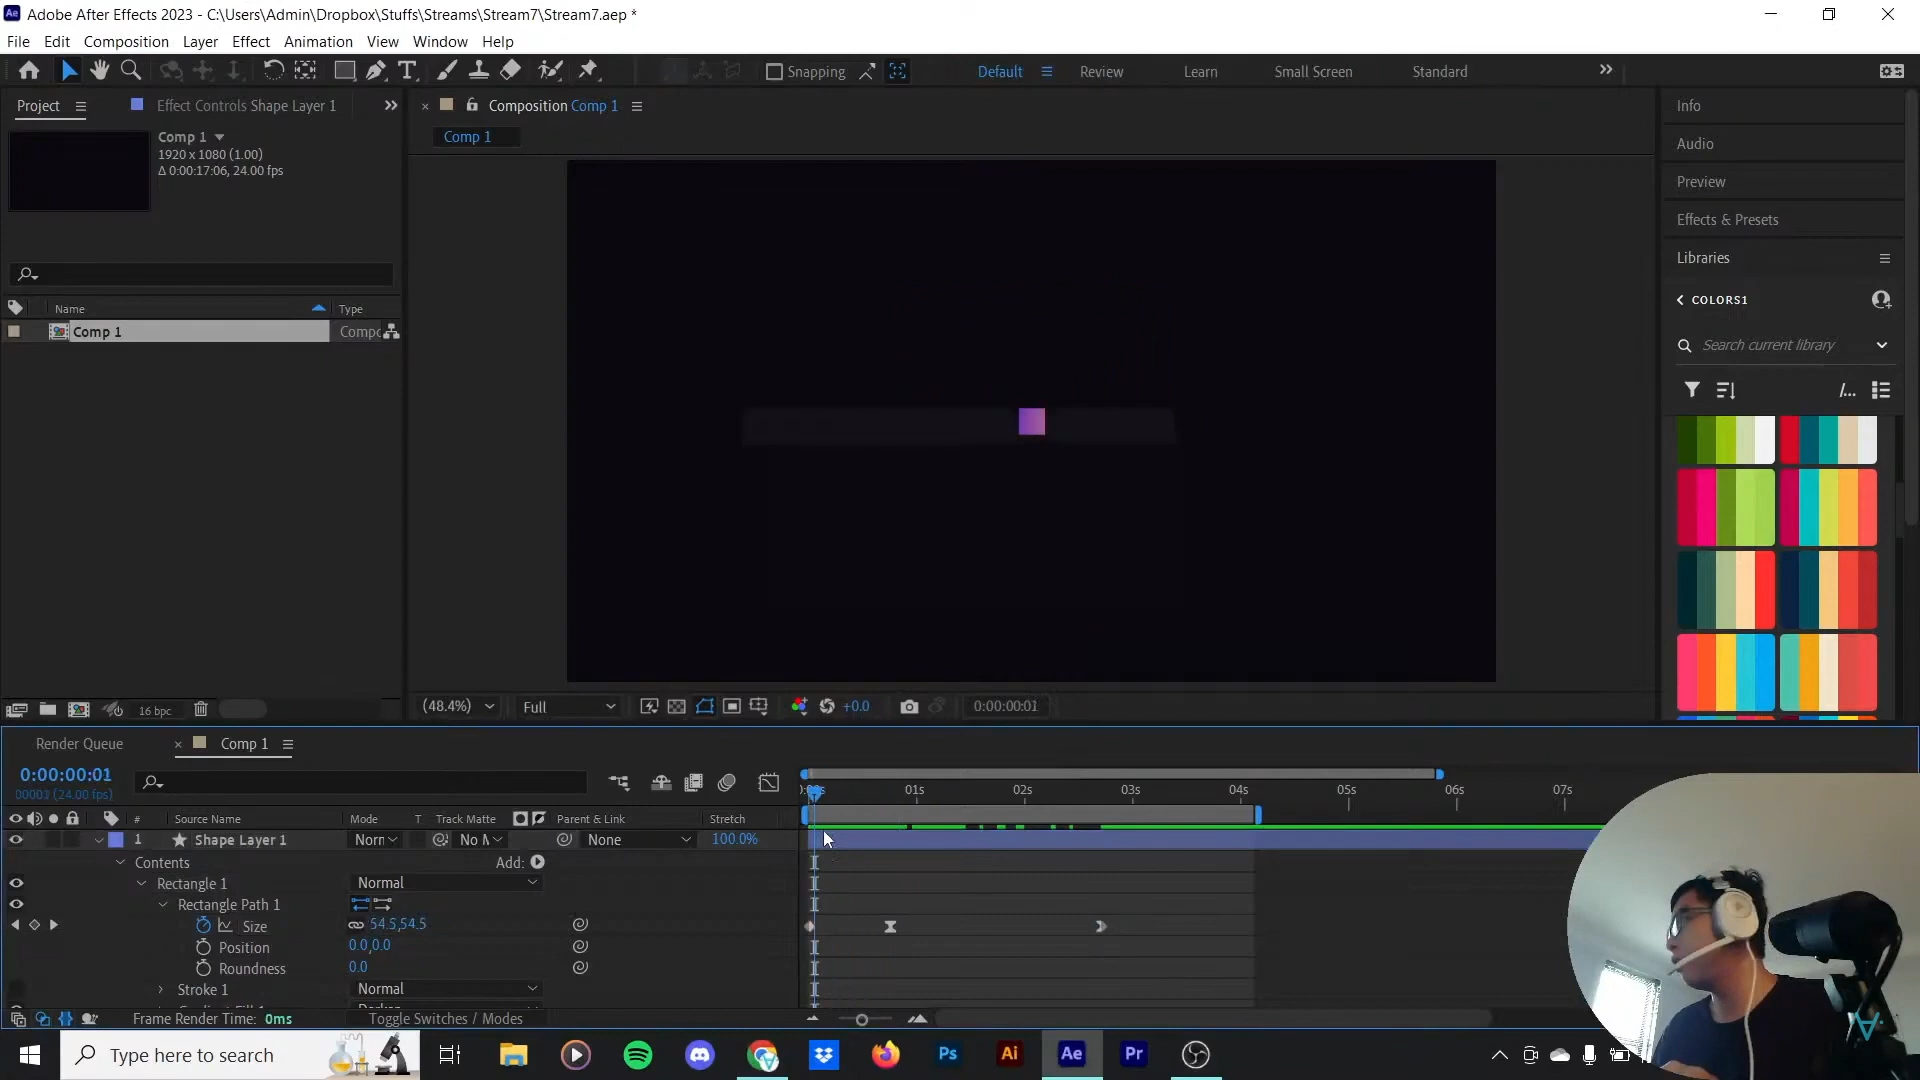 Adobe After Effects 2023 - C:\Users\Admin\Dropbox\Stuffs\Streams\Stream7\Stream7.aep *
File Edit Composition Layer Effect Animation View Window Help
Snapping Default Review Learn Small Screen Standard
Project Effect Controls Shape Layer 1 Composition Comp 1 Info
Comp 1
1920 x 1080 (1.00)
Δ 0:00:17:06, 24.00 fps
Comp 1
Audio
Preview
Effects & Presets
Libraries
COLORS1
Search current library
Name Type
Comp 1
16 bpc
(48.4%) Full +0.0 0:00:00:01
Render Queue Comp 1
0:00:00:01
00001 (24.00 fps)
01s 02s 03s 04s 05s 06s 07s
# Source Name Mode T Track Matte Parent & Link Stretch
1 Shape Layer 1 Norn No M None 100.0%
Contents Add:
Rectangle 1 Normal
Rectangle Path 1
Size 54.5,54.5
Position 0.0,0.0
Roundness 0.0
Stroke 1 Normal
Frame Render Time: 0ms Toggle Switches / Modes
Type here to search Ps Ai Ae Pr